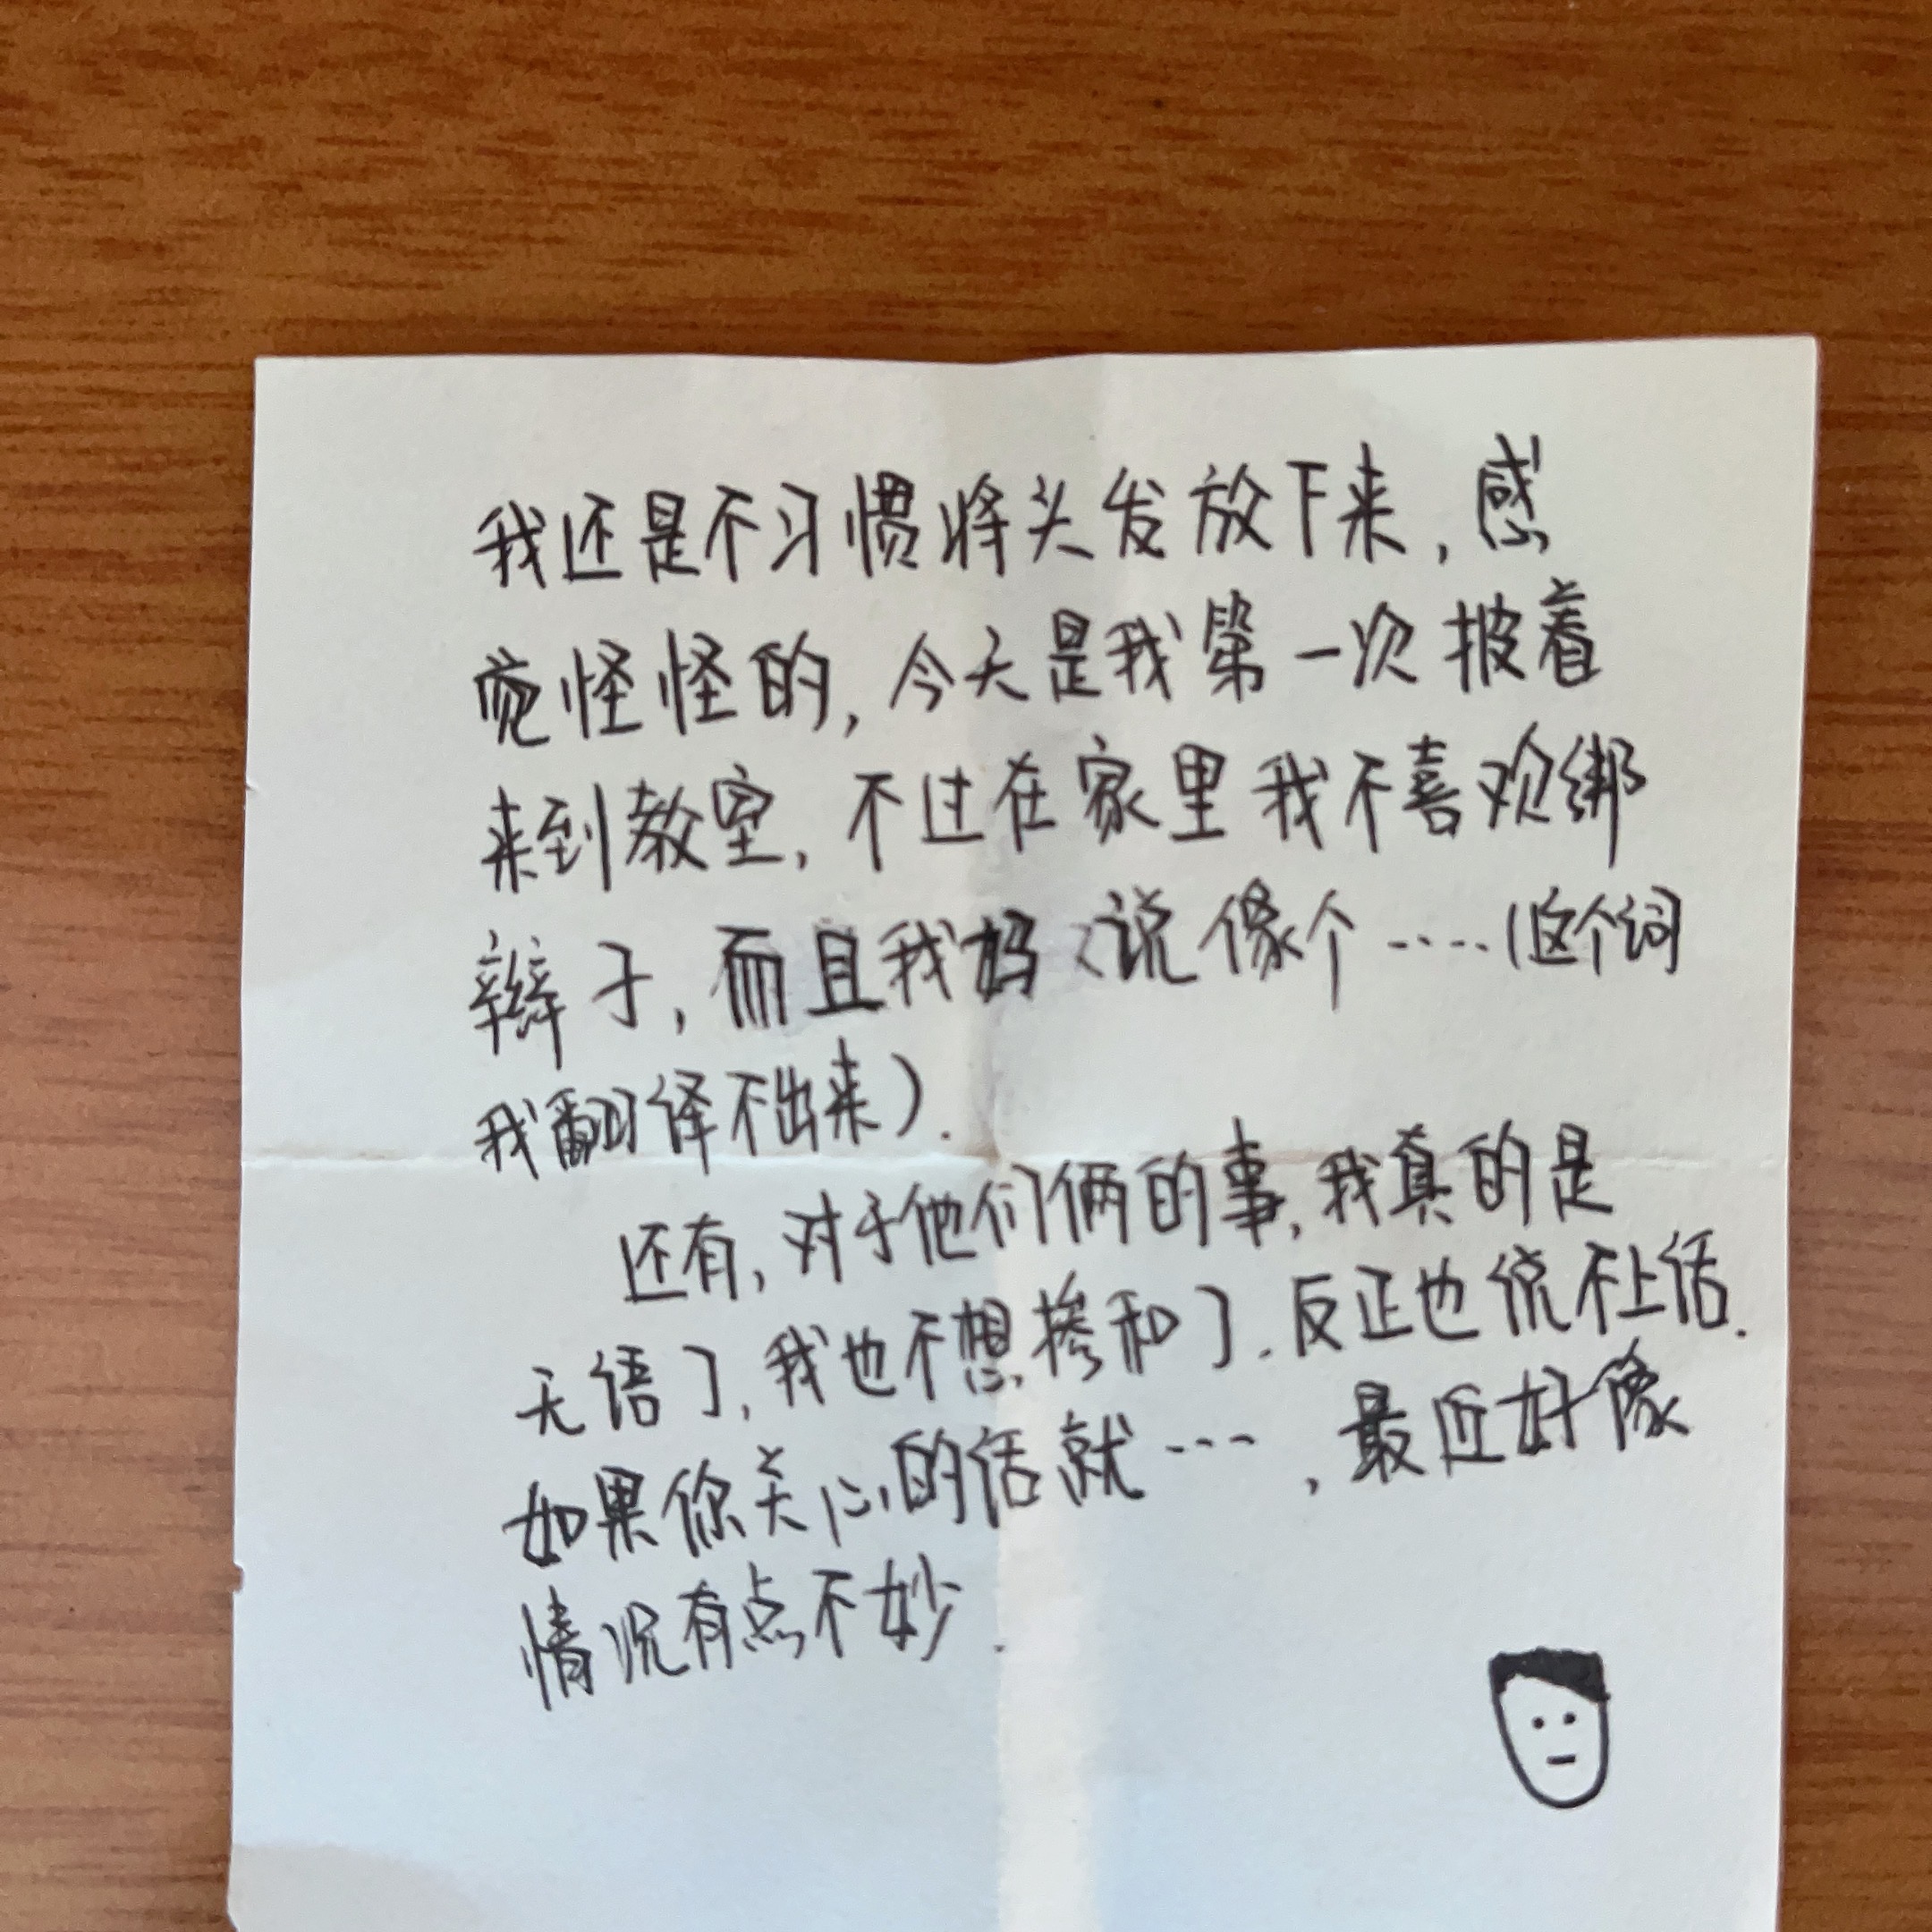 我还是不习惯将头发放下来，感
觉怪怪的，今天是我第一次披着
来到教室，不过在家里我不喜欢绑
辫子，而且我妈又说像个……（这个词
我翻译不出来）.
还有，对于他们俩的事，我真的是
无语了，我也不想掺和了.反正也说不上话.
如果你关心的话就…，最近好像
情况有点不妙.